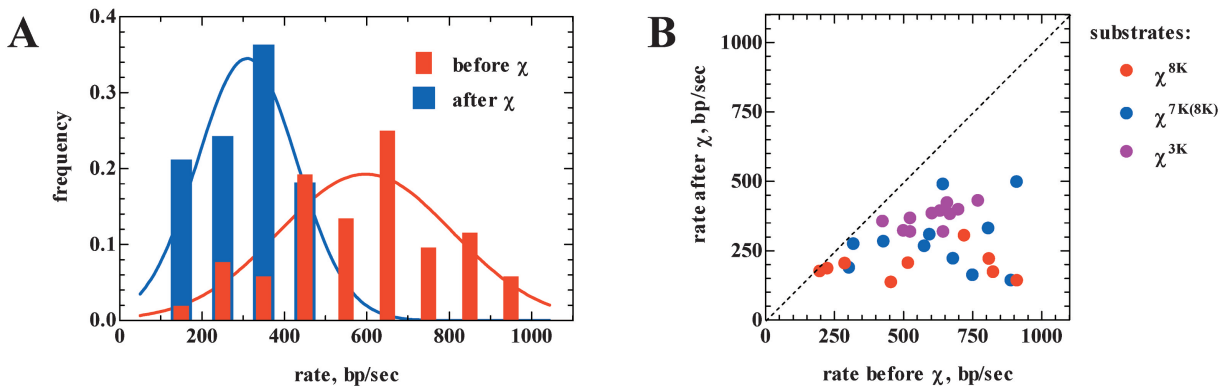 A
0.4
0.3
0.2
0.1
0.0
frequency
0
200
400
600
800
1000
rate, bp/sec
before χ
after χ
B
1000
750
500
250
0
rate after χ, bp/sec
0
250
500
750
1000
rate before χ, bp/sec
substrates:
χ8K
χ7K(8K)
χ3K